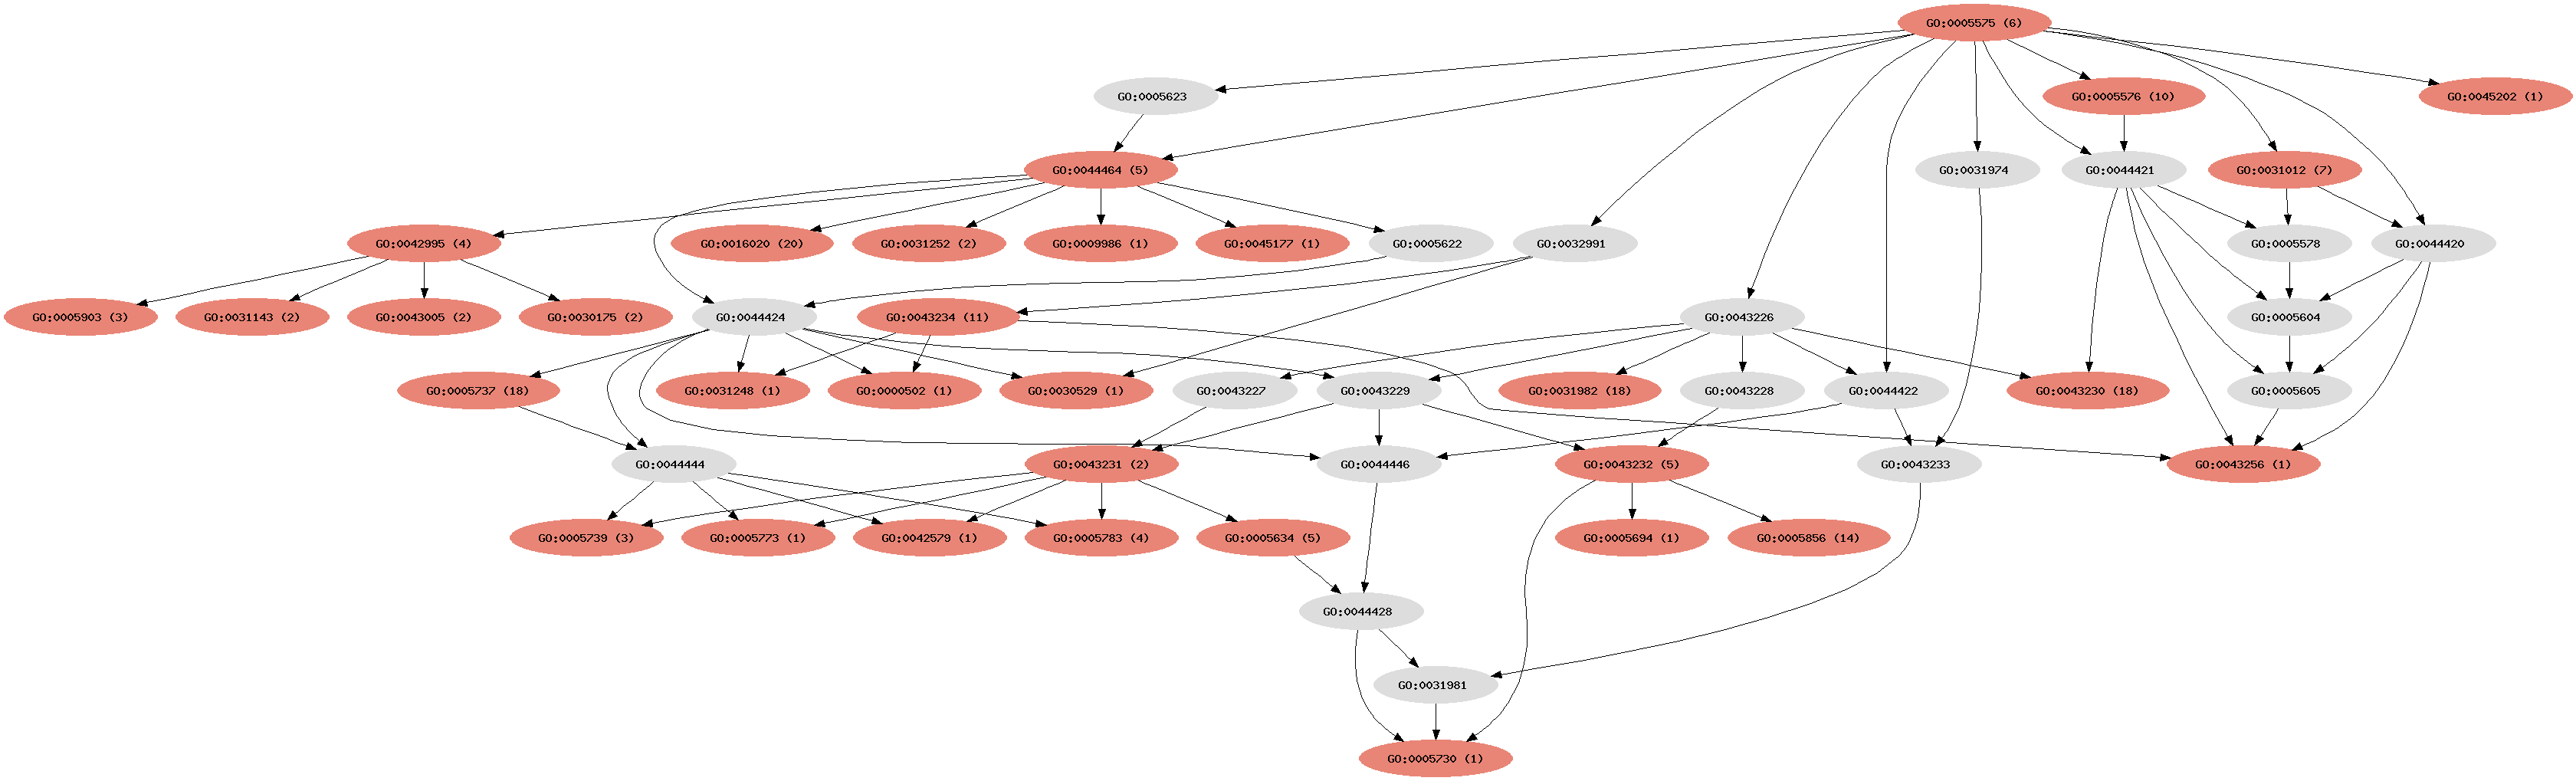 GO:0005575 (6)
GO:0005623
GO:0005576 (10)
GO:0045202 (1)
GO:0044464 (5)
GO:0031974
GO:0044421
GO:0031012 (7)
GO:0042995 (4)
GO:0016020 (20)
GO:0031252 (2)
GO:0009986 (1)
GO:0045177 (1)
GO:0005622
GO:0032991
GO:0005578
GO:0044420
GO:0005903 (3)
GO:0031143 (2)
GO:0043005 (2)
GO:0030175 (2)
GO:0044424
GO:0043234 (11)
GO:0043226
GO:0005604
GO:0005737 (18)
GO:0031248 (1)
GO:0000502 (1)
GO:0030529 (1)
GO:0043227
GO:0043229
GO:0031982 (18)
GO:0043228
GO:0044422
GO:0043230 (18)
GO:0005605
GO:0044444
GO:0043231 (2)
GO:0044446
GO:0043232 (5)
GO:0043233
GO:0043256 (1)
GO:0005739 (3)
GO:0005773 (1)
GO:0042579 (1)
GO:0005783 (4)
GO:0005634 (5)
GO:0005694 (1)
GO:0005856 (14)
GO:0044428
GO:0031981
GO:0005730 (1)